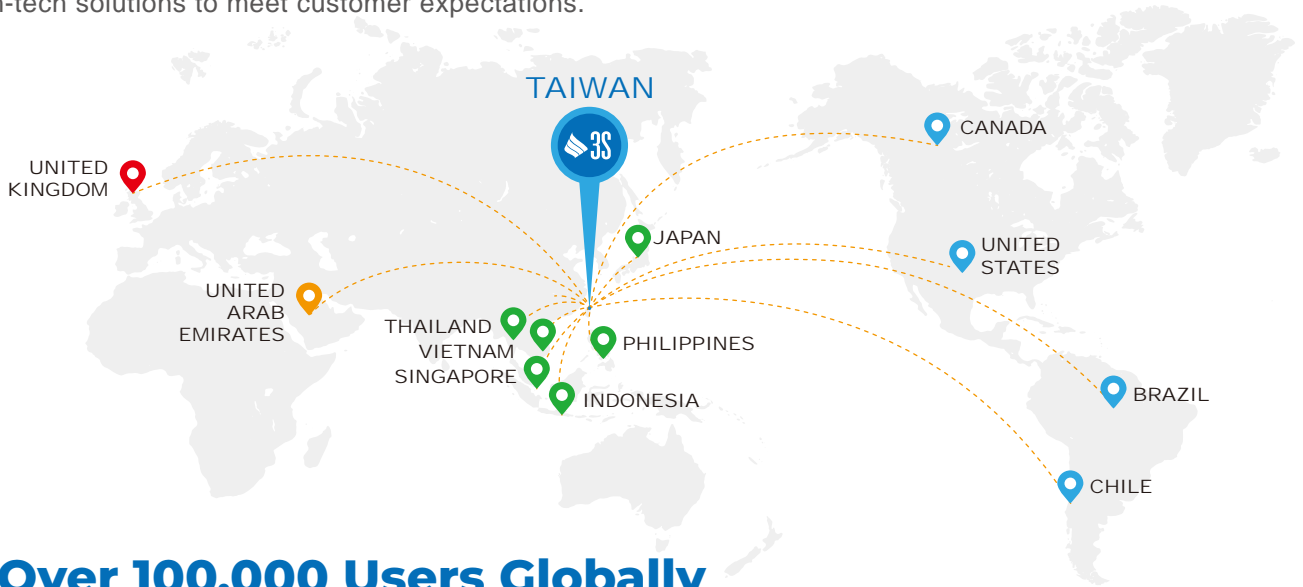 solutions to meet customer expectations.
TAIWAN
3S
CANADA
UNITED
KINGDOM
JAPAN
UNITED
STATES
UNITED
ARAB
EMIRATES
THAILAND
VIETNAM
SINGAPORE
PHILIPPINES
INDONESIA
BRAZIL
CHILE
Over 100,000 Users Globally